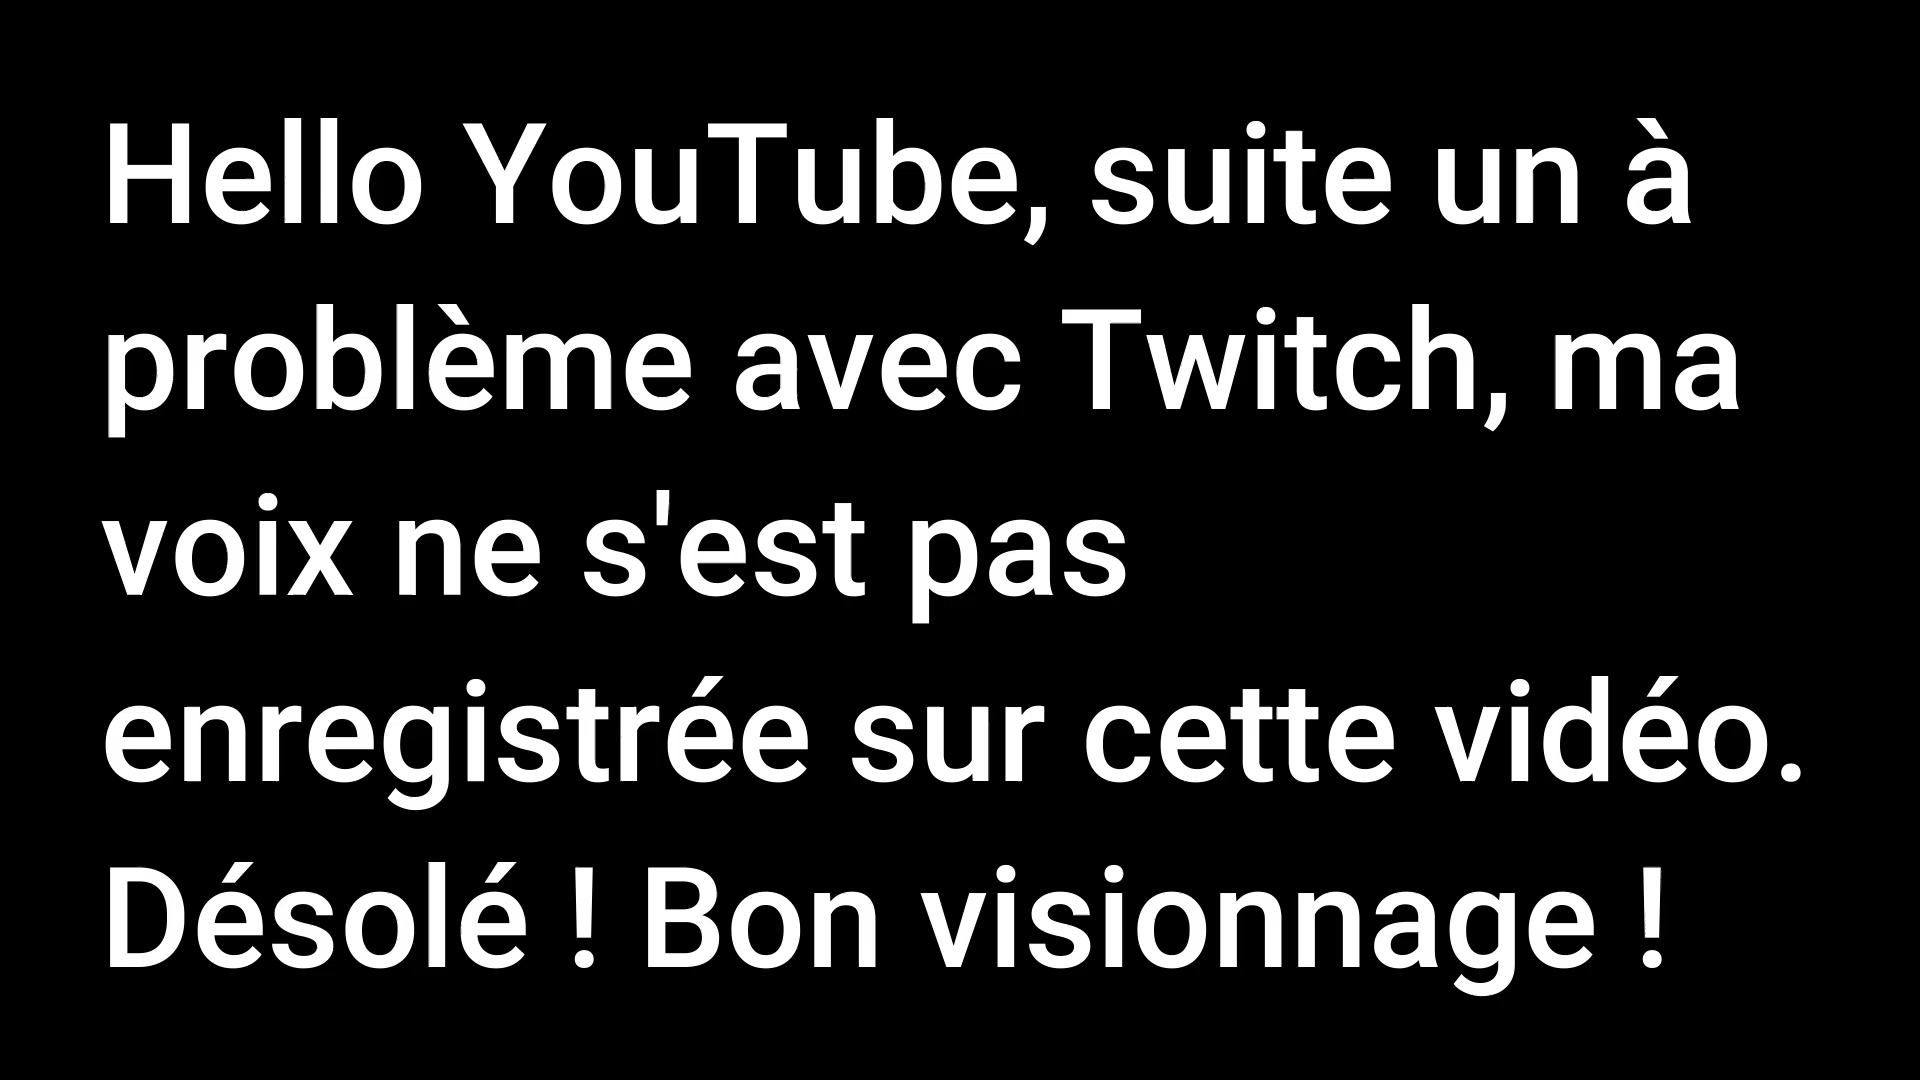 Hello YouTube, suite un à
problème avec Twitch, ma
voix ne s'est pas
enregistrée sur cette vidéo.
Désolé ! Bon visionnage !